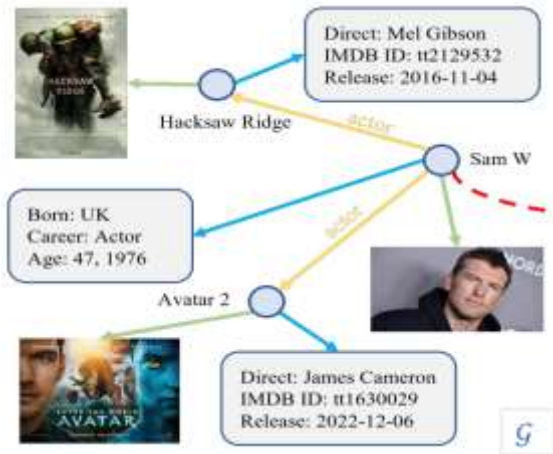 Direct: Mel Gibson
IMDB ID: tt2129532
Release: 2016-11-04
HACKSAW
RIDGE
Hacksaw Ridge
actor
Sam W
Born: UK
Career: Actor
Age: 47, 1976
actor
NORD
Avatar 2
AVATAR
Direct: James Cameron
IMDB ID: tt1630029
Release: 2022-12-06
G